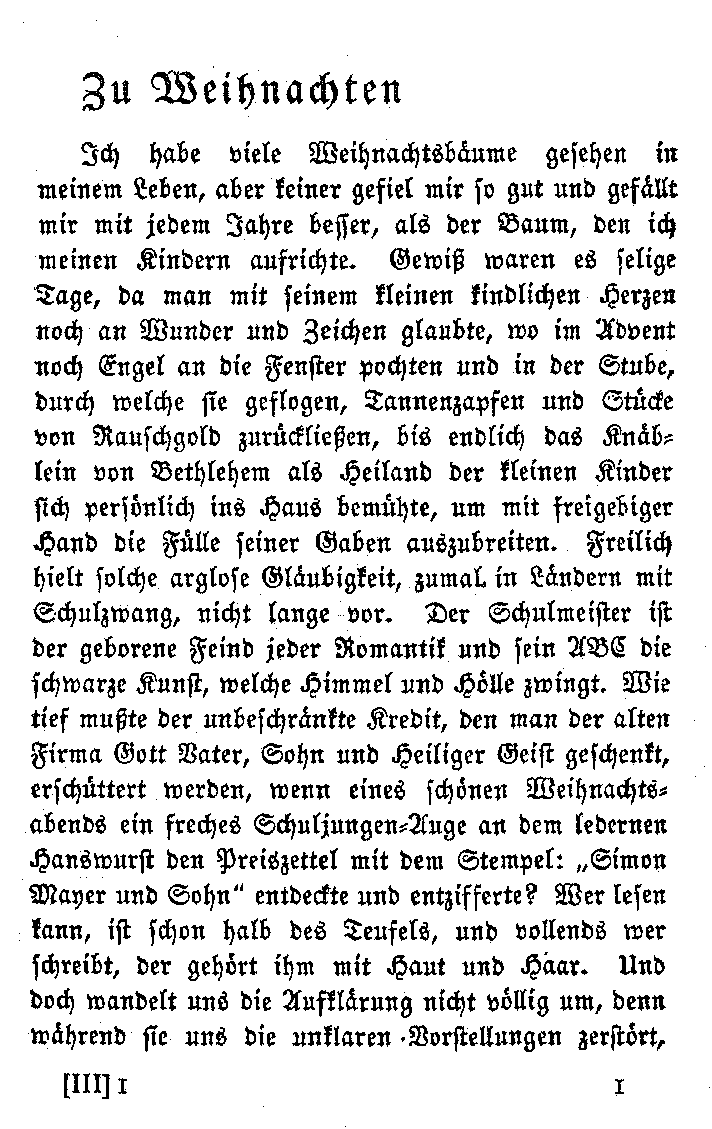 Zu Weihnachten
Ich habe viele Weihnachtsbäume gesehen in
meinem Leben, aber keiner gefiel mir so gut und gefällt
mir mit jedem Jahre besser, als der Baum, den ich
meinen Kindern aufrichte. Gewiß waren es selige
Tage, da man mit seinem kleinen kindlichen Herzen
noch an Wunder und Zeichen glaubte, wo im Advent
noch Engel an die Fenster pochten und in der Stube,
durch welche sie geflogen, Tannenzapfen und Stücke
von Rauschgold zurückließen, bis endlich das Knäb-
lein von Bethlehem als Heiland der kleinen Kinder
sich persönlich ins Haus bemühte, um mit freigebiger
Hand die Fülle seiner Gaben auszubreiten. Freilich
hielt solche arglose Gläubigkeit, zumal in Ländern mit
Schulzwang, nicht lange vor. Der Schulmeister ist
der geborene Feind jeder Romantik und sein ABC die
schwarze Kunst, welche Himmel und Hölle zwingt. Wie
tief mußte der unbeschränkte Kredit, den man der alten
Firma Gott Vater, Sohn und Heiliger Geist geschenkt,
erschüttert werden, wenn eines schönen Weihnachts-
abends ein freches Schuljungen-Auge an dem ledernen
Hanswurst den Preiszettel mit dem Stempel: „Simon
Mayer und Sohn“ entdeckte und entzifferte? Wer lesen
kann, ist schon halb des Teufels, und vollends wer
schreibt, der gehört ihm mit Haut und Haar. Und
doch wandelt uns die Aufklärung nicht völlig um, denn
während sie uns die unklaren Vorstellungen zerstört,
[III] 1 1